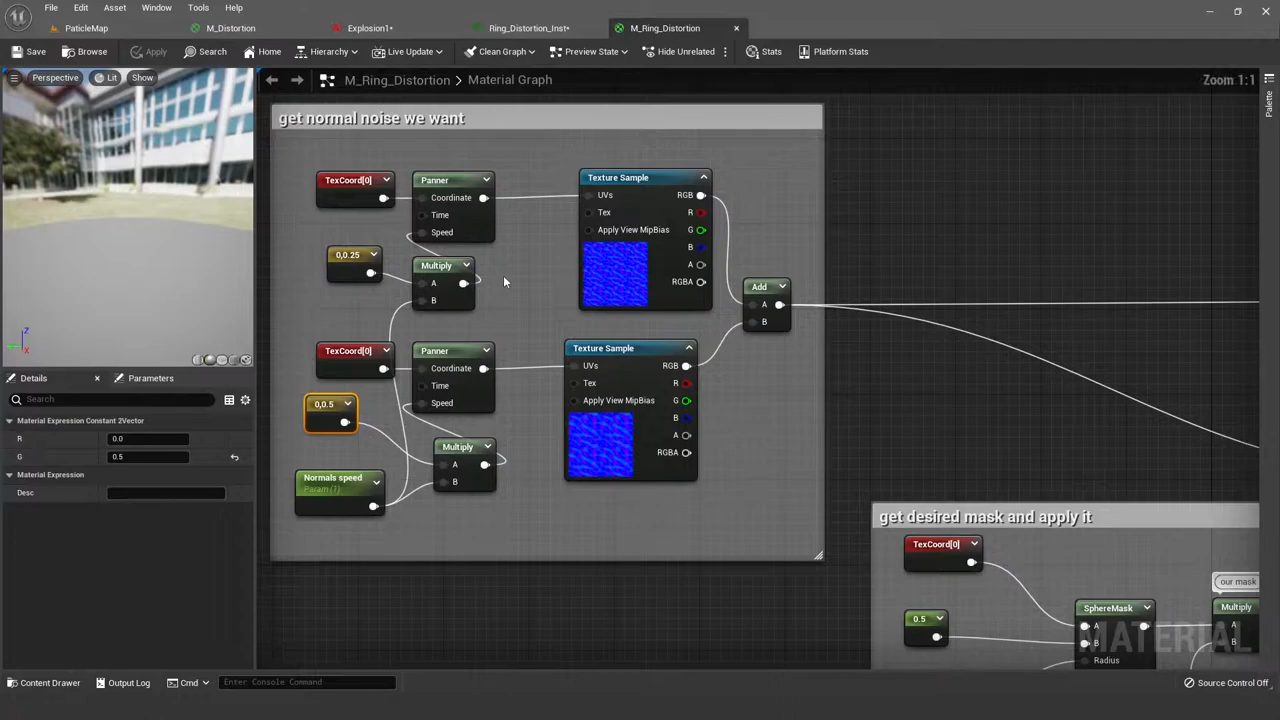 File Edit Asset Window Tools Help
PaticleMap M_Distortion Explosion1* Ring_Distortion_Inst* M_Ring_Distortion
Save Browse Apply Search Home Hierarchy Live Update Clean Graph Preview State Hide Unrelated Stats Platform Stats
Perspective Lit Show
M_Ring_Distortion > Material Graph
Zoom 1:1
Palette
get normal noise we want
TexCoord[0]
Panner
Coordinate
Time
Speed
0,0.25
Multiply
A
B
Texture Sample
UVs RGB
Tex R
Apply View MipBias G
B
A
RGBA
Add
A
B
TexCoord[0]
Panner
Coordinate
Time
Speed
0,0.5
Multiply
A
B
Normals speed
Param (1)
Texture Sample
UVs RGB
Tex R
Apply View MipBias G
B
A
RGBA
z
x
Details Parameters
Search
Material Expression Constant 2Vector
R 0.0
G 0.5
Material Expression
Desc
get desired mask and apply it
TexCoord[0]
0.5
SphereMask
A
B
Radius
our mask
Multiply
A
B
MATERIAL
Content Drawer Output Log Cmd Enter Console Command Source Control Off